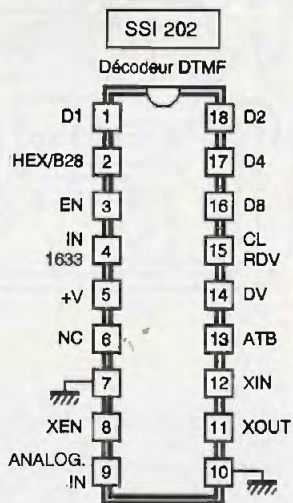 SSI 202
Décodeur DTMF
D1 1 18 D2
HEX/B28 2 17 D4
EN 3 16 D8
IN 1633 4 15 CL RDV
+V 5 14 DV
NC 6 13 ATB
7 12 XIN
XEN 8 11 XOUT
ANALOG. IN 9 10